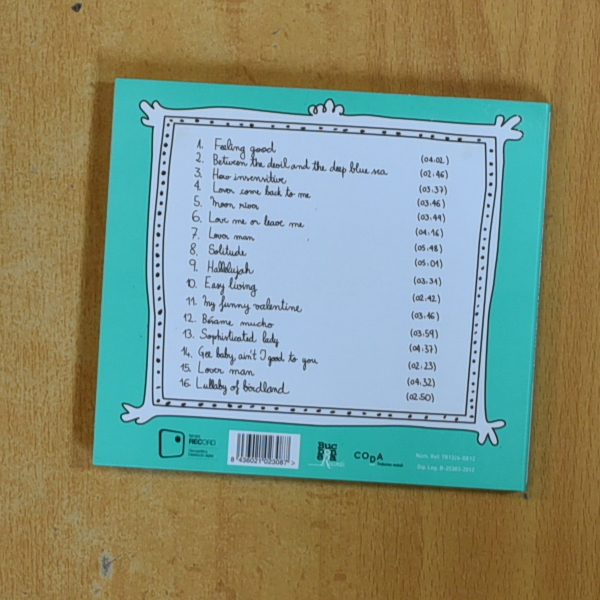 1. Feeling good (04:02)
2. Between the devil and the deep blue sea (02:46)
3. How insensitive (03:37)
4. Lover come back to me (03:46)
5. Moon river (03:44)
6. Love me or leave me (04:16)
7. Lover man (05:48)
8. Solitude (05:01)
9. Hallelujah (03:31)
10. Easy living (02:42)
11. My funny valentine (03:46)
12. Bésame mucho (03:59)
13. Sophisticated lady (04:37)
14. Gee baby, ain't I good to you (02:23)
15. Lover man (04:32)
16. Lullaby of birdland (02:50)
RECORD
8 436021 023087 >
CODA